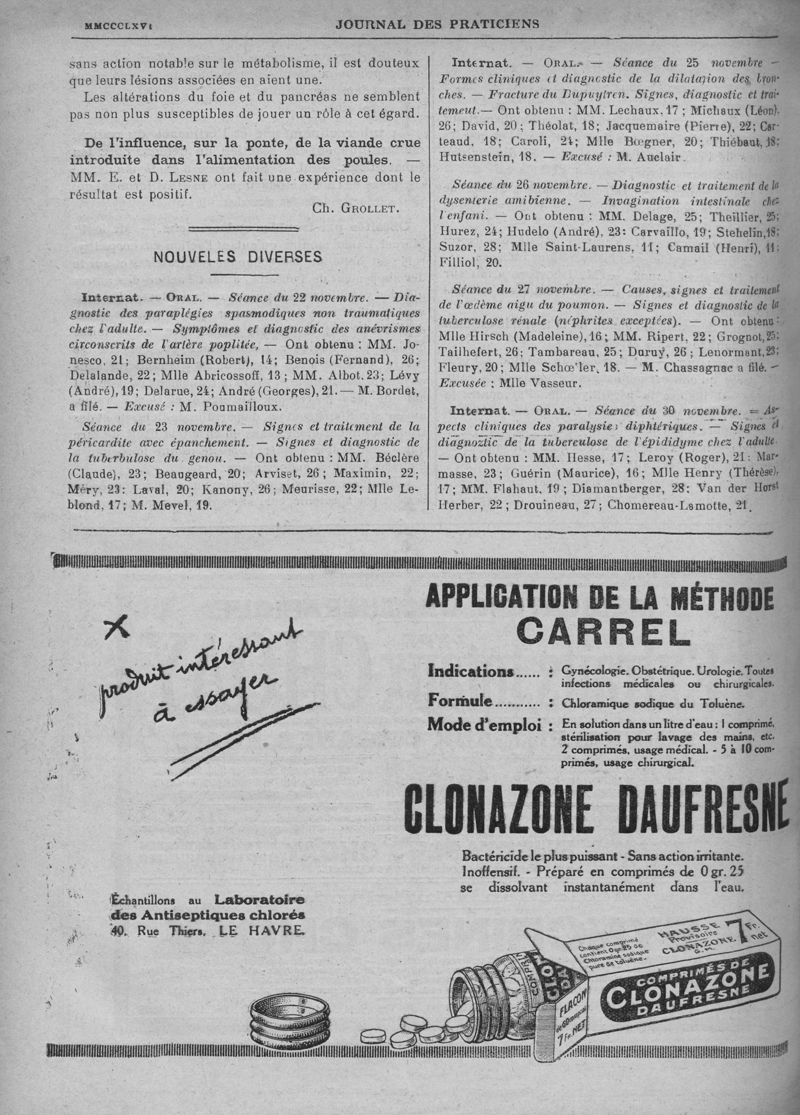 MMCCCLXVI
JOURNAL DES PRATICIENS
sans action notable sur le métabolisme, il est douteux
que leurs lésions associées en aient une.
Les altérations du foie et du pancréas ne semblent
pas non plus susceptibles de jouer un rôle à cet égard.
De l'influence, sur la ponte, de la viande crue
introduite dans l'alimentation des poules. —
MM. E. et D. LESNE ont fait une expérience dont le
résultat est positif.
Ch. GROLLET.
NOUVELES DIVERSES
Internat. — ORAL. — Séance du 22 novembre. — Dia-
gnostic des paraplégies spasmodiques non traumatiques
chez l'adulte. — Symptômes et diagnostic des anévrismes
circonscrits de l'artère poplitée, — Ont obtenu : MM. Jo-
nesco, 21; Bernheim (Robert), 14; Benois (Fernand), 26;
Delalande, 22; Mlle Abricossoff, 13; MM. Albot, 23; Lévy
(André), 19; Delarue, 24; André (Georges), 21. — M. Bordet,
a filé. — Excusé : M. Poumailloux.
Séance du 23 novembre. — Signes et traitement de la
péricardite avec épanchement. — Signes et diagnostic de
la tuberbulose du genou. — Ont obtenu : MM. Béclère
(Claude), 23; Beaugeard, 20; Arviset, 26; Maximin, 22;
Méry, 23: Laval, 20; Kanony, 26; Meurisse, 22; Mlle Le-
blond, 17; M. Mevel, 19.
Internat. — ORAL. — Séance du 25 novembre —
Formes cliniques et diagnostic de la dilatation des bron-
ches. — Fracture du Dupuytren. Signes, diagnostic et trai-
temeut. — Ont obtenu : MM. Lechaux, 17; Michaux (Léon).
26; David, 20; Théolat, 18; Jacquemaire (Pierre), 22; Car-
teaud, 18; Caroli, 24; Mlle Bœgner, 20; Thiébaut, 18;
Hutsenstein, 18. — Excusé : M. Auclair.
Séance du 26 novembre. — Diagnostic et traitement de la
dysenterie amibienne. — Invagination intestinale chez
l'enfant. — Ont obtenu : MM. Delage, 25; Theillier, 25;
Hurez, 24; Hudelo (André), 23: Carvaillo, 19; Stehelin, 18;
Suzor, 28; Mlle Saint-Laurens, 11; Camail (Henri), 11;
Filliol, 20.
Séance du 27 novembre. — Causes, signes et traitement
de l'œdème aigu du poumon. — Signes et diagnostic de la
tuberculose rénale (néphrites exceptées). — Ont obtenu:
Mlle Hirsch (Madeleine), 16; MM. Ripert, 22; Grognot, 25;
Tailhefert, 26; Tambareau, 25; Duruy, 26; Lenormant, 23;
Fleury, 20; Mlle Schœ'ler, 18. — M. Chassagnac a filé. —
Excusée : Mlle Vasseur.
Internat. — ORAL. — Séance du 30 novembre. — As-
pects cliniques des paralysies diphtériques. — Signes et
diagnostic de la tuberculose de l'épididyme chez l'adulte.
— Ont obtenu : MM. Hesse, 17; Leroy (Roger), 21: Mar-
masse, 23; Guérin (Maurice), 16; Mlle Henry (Thérèse),
17; MM. Flahaut, 19; Diamantberger, 28; Van der Horst
Herber, 22; Drouineau, 27; Chomereau-Lamotte, 21.
X
produit intéressant
à essayer
APPLICATION DE LA MÉTHODE
CARREL
Indications...... : Gynécologie. Obstétrique. Urologie. Toutes
infections médicales ou chirurgicales.
Formule........... : Chloramique sodique du Toluène.
Mode d'emploi : En solution dans un litre d'eau : 1 comprimé,
stérilisation pour lavage des mains, etc.
2 comprimés, usage médical. - 5 à 10 com-
primés, usage chirurgical.
CLONAZONE DAUFRESNE
Bactéricide le plus puissant - Sans action irritante.
Inoffensif. - Préparé en comprimés de 0 gr. 25
se dissolvant instantanément dans l'eau.
Échantillons au Laboratoire
des Antiseptiques chlorés
40, Rue Thiers, LE HAVRE.
Chaque comprimé
contient 0 gr. 25 de
Chloramine sodique
pure de toluène.
HAUSSE
Provisoire
CLONAZONE
7 Fr.
net
COMPRIMÉS DE
CLONAZONE
DAUFRESNE
FLACON
7 Fr. NET